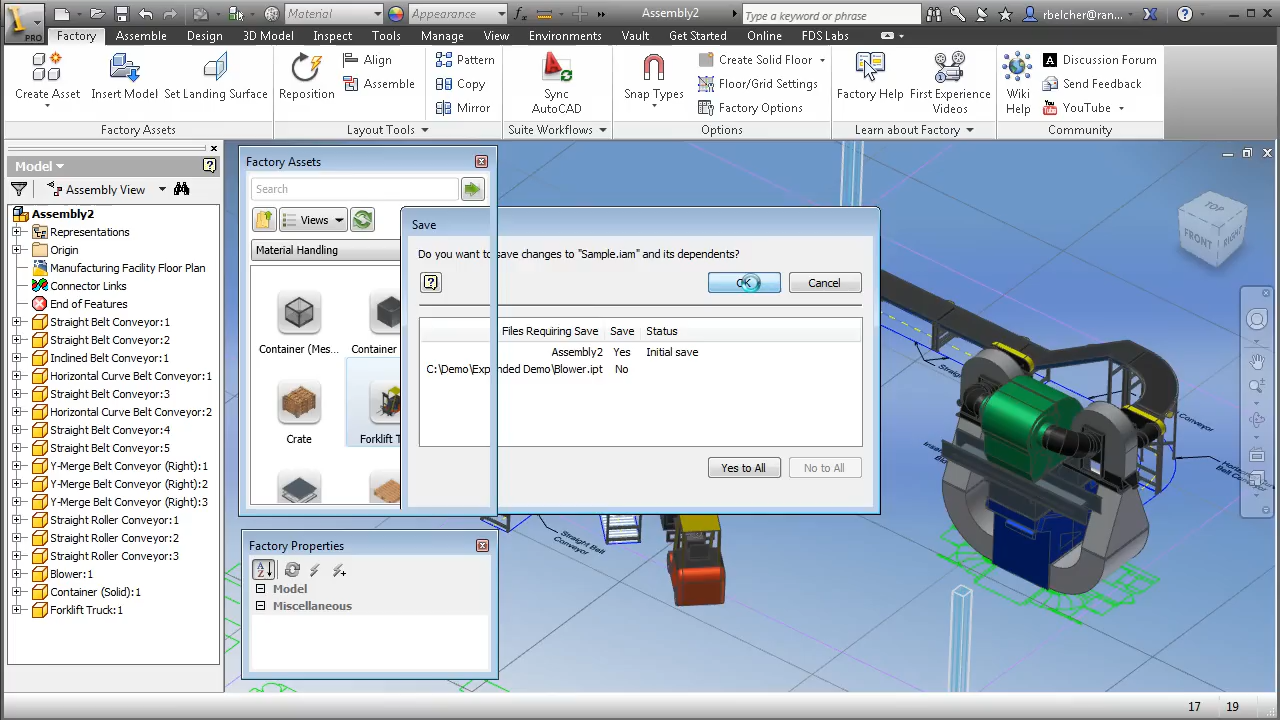 Material
Appearance
Assembly2
Type a keyword or phrase
rbelcher@ran...
PRO
Factory
Assemble
Design
3D Model
Inspect
Tools
Manage
View
Environments
Vault
Get Started
Online
FDS Labs
Create Asset
Insert Model
Set Landing Surface
Reposition
Align
Assemble
Pattern
Copy
Mirror
Sync
AutoCAD
Snap Types
Create Solid Floor
Floor/Grid Settings
Factory Options
Factory Help
First Experience
Videos
Wiki
Help
Discussion Forum
Send Feedback
YouTube
Factory Assets
Layout Tools
Suite Workflows
Options
Learn about Factory
Community
Model
Assembly View
Assembly2
Representations
Origin
Manufacturing Facility Floor Plan
Connector Links
End of Features
Straight Belt Conveyor:1
Straight Belt Conveyor:2
Inclined Belt Conveyor:1
Horizontal Curve Belt Conveyor:1
Straight Belt Conveyor:3
Horizontal Curve Belt Conveyor:2
Straight Belt Conveyor:4
Straight Belt Conveyor:5
Y-Merge Belt Conveyor (Right):1
Y-Merge Belt Conveyor (Right):2
Y-Merge Belt Conveyor (Right):3
Straight Roller Conveyor:1
Straight Roller Conveyor:2
Straight Roller Conveyor:3
Blower:1
Container (Solid):1
Forklift Truck:1
Factory Assets
Search
Views
Material Handling
Container (Mes...
Container
Crate
Forklift T
Save
Do you want to save changes to "Sample.iam" and its dependents?
OK
Cancel
Files Requiring Save
Save
Status
Assembly2
Yes
Initial save
C:\Demo\Expanded Demo\Blower.ipt
No
Yes to All
No to All
Factory Properties
Model
Miscellaneous
TOP
FRONT
RIGHT
Straight Belt
Conveyor
Conveyor
17
19